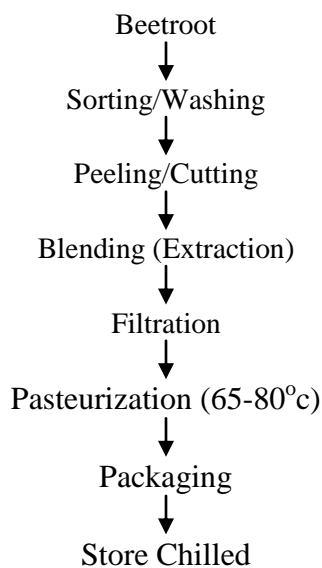 Beetroot
Sorting/Washing
Peeling/Cutting
Blending (Extraction)
Filtration
Pasteurization (65-80°c)
Packaging
Store Chilled